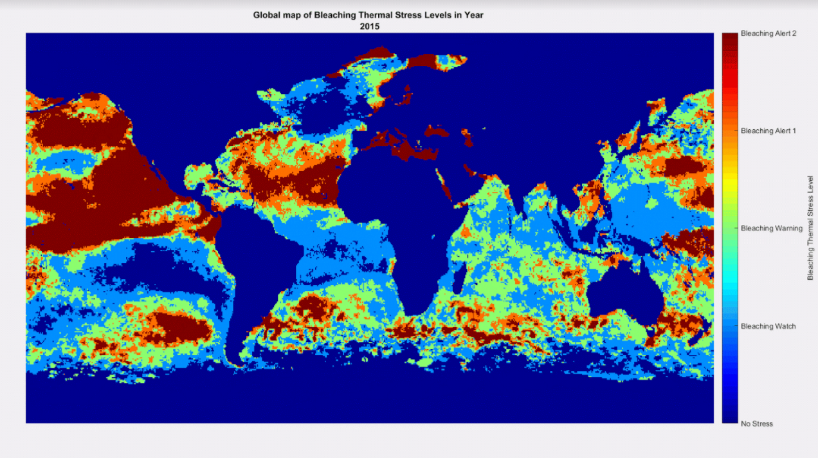 Global map of Bleaching Thermal Stress Levels in Year
2015
Bleaching Alert 2
Bleaching Alert 1
Bleaching Warning
Bleaching Watch
No Stress
Bleaching Thermal Stress Level